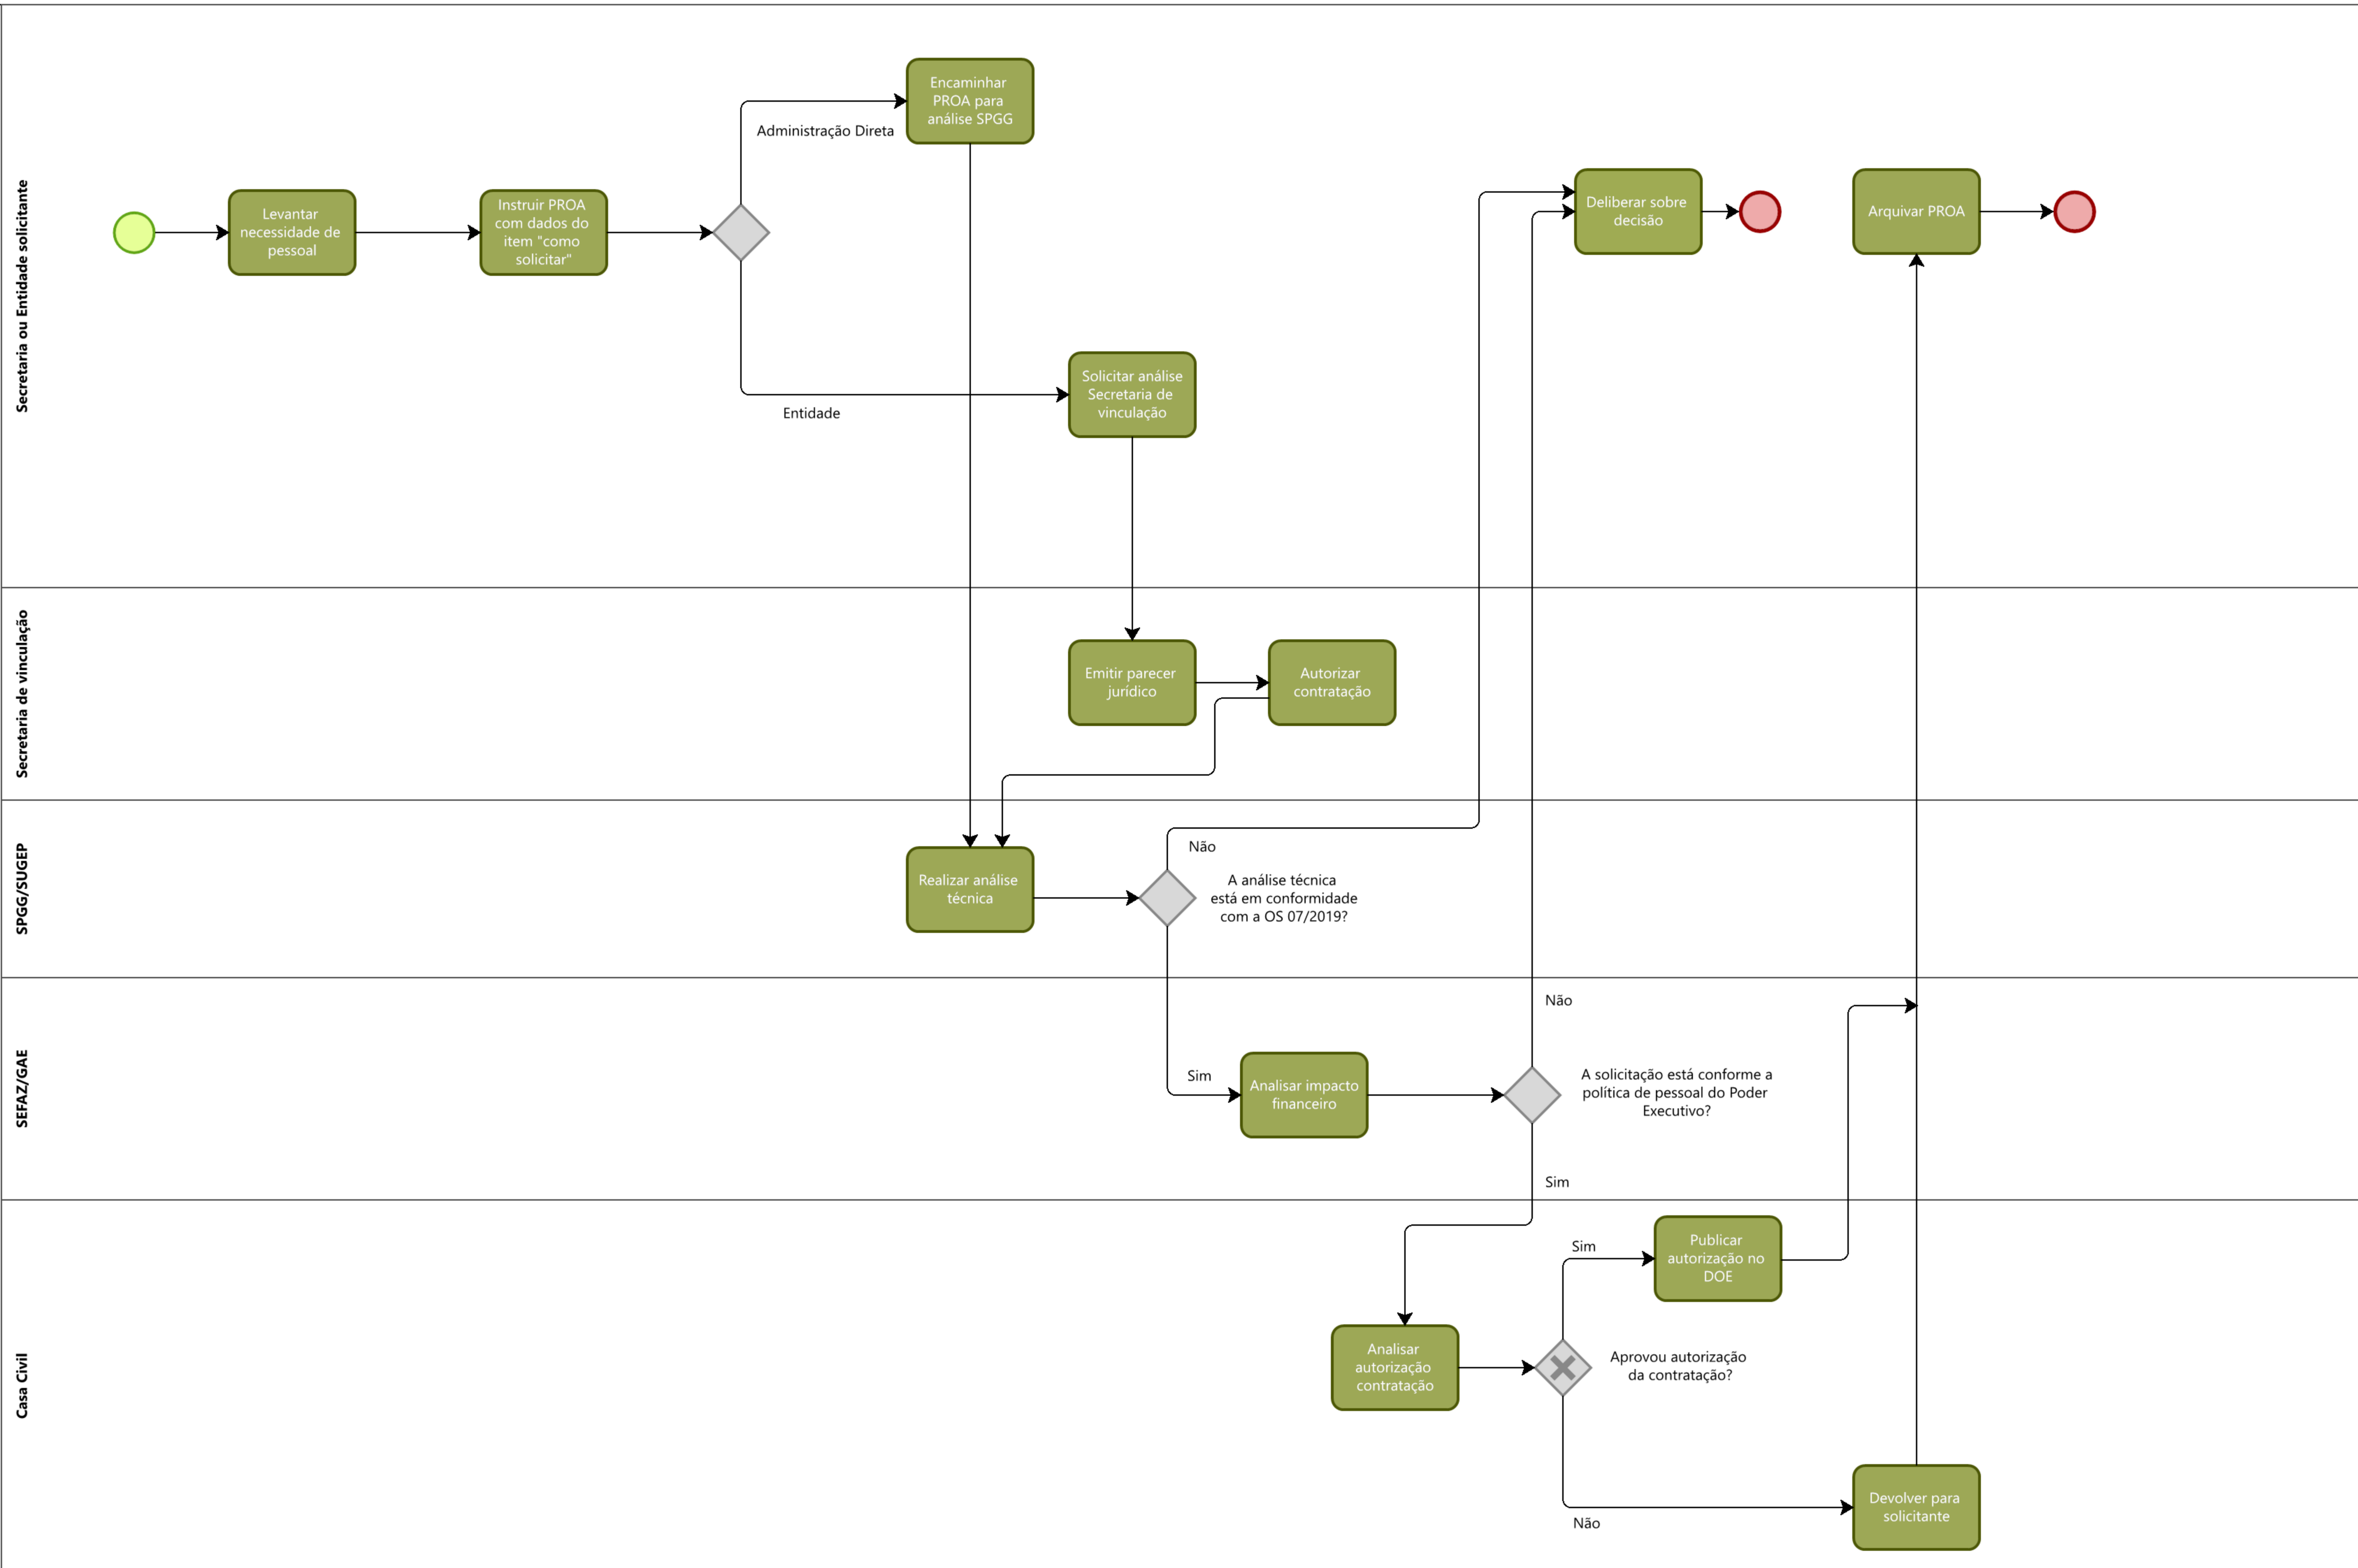 Secretaria ou Entidade solicitante
Levantar
necessidade de
pessoal
Instruir PROA
com dados do
item "como
solicitar"
Administração Direta
Entidade
Encaminhar
PROA para
análise SPGG
Solicitar análise
Secretaria de
vinculação
Deliberar sobre
decisão
Arquivar PROA
Secretaria de vinculação
Emitir parecer
jurídico
Autorizar
contratação
SPGG/SUGEP
Realizar análise
técnica
Não
A análise técnica
está em conformidade
com a OS 07/2019?
SEFAZ/GAE
Sim
Analisar impacto
financeiro
Não
A solicitação está conforme a
política de pessoal do Poder
Executivo?
Sim
Casa Civil
Analisar
autorização
contratação
Sim
Publicar
autorização no
DOE
Aprovou autorização
da contratação?
Não
Devolver para
solicitante